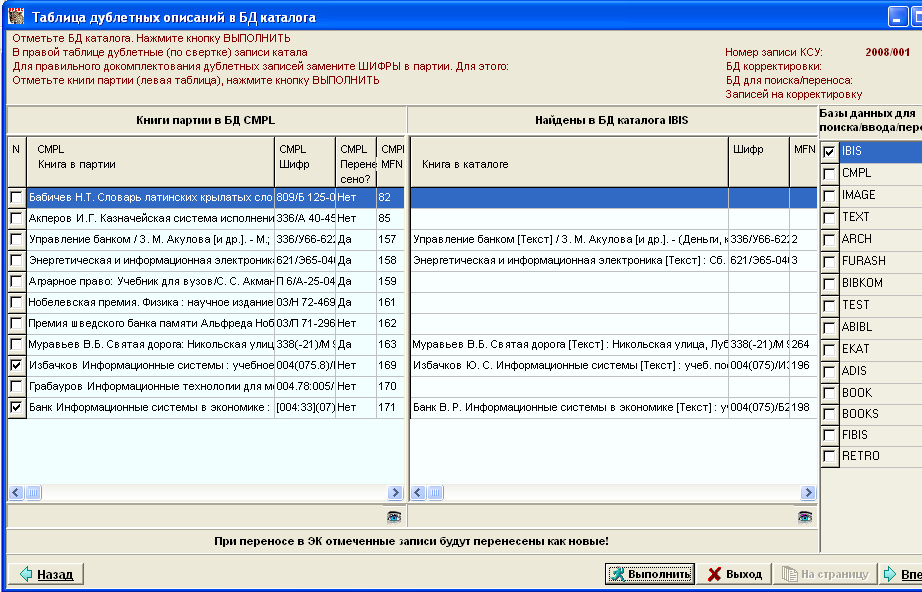 Таблица дублетных описаний в БД каталога
Отметьте БД каталога. Нажмите кнопку ВЫПОЛНИТЬ
В правой таблице дублетные (по свертке) записи катала
Для правильного докомплектования дублетных записей замените ШИФРЫ в партии. Для этого:
Отметьте книги партии (левая таблица), нажмите кнопку ВЫПОЛНИТЬ
Номер записи КСУ: 2008/001
БД корректировки:
БД для поиска/переноса:
Записей на корректировку
Книги партии в БД CMPL
Найдены в БД каталога IBIS
Базы данных для
поиска/ввода/пер
N CMPL Книга в партии CMPL Шифр CMPL Перене сено? CMPL MFN
Книга в каталоге Шифр MFN
Бабичев Н.Т. Словарь латинских крылатых сло 809/Б 125-0 Нет 82
Акперов И.Г. Казначейская система исполнени 336/А 40-45 Нет 85
Управление банком / З. М. Акулова [и др.]. - М.; 336/У66-62 Да 157 Управление банком [Текст] / З. М. Акулова [и др.]. - (Деньги, к 336/У66-62 2
Энергетическая и информационная электроник 621/Э65-04 Да 158 Энергетическая и информационная электроника [Текст] : Сб. 621/Э65-04 3
Аграрное право: Учебник для вузов/С. С. Акман П 6/А-25-04 Да 159
Нобелевская премия. Физика : научное издание 03/Н 72-469 Да 161
Премия шведского банка памяти Альфреда Ноб 03/П 71-296 Нет 162
Муравьев В.Б. Святая дорога: Никольская улиц 338(-21)/М Да 163 Муравьев В.Б. Святая дорога [Текст] : Никольская улица, Луб 338(-21)/М 264
Избачков Информационные системы : учебное 004(075.8)/ Нет 169 Избачков Ю. С. Информационные системы [Текст] : учеб. по 004(075)/И 196
Грабауров Информационные технологии для м 004.78:005/ Нет 170
Банк Информационные системы в экономике : [004:33](07) Нет 171 Банк В. Р. Информационные системы в экономике [Текст] : у 004(075)/Б 198
IBIS
CMPL
IMAGE
TEXT
ARCH
FURASH
BIBKOM
TEST
ABIBL
EKAT
ADIS
BOOK
BOOKS
FIBIS
RETRO
При переносе в ЭК отмеченные записи будут перенесены как новые!
Назад Выполнить Выход На страницу Впе